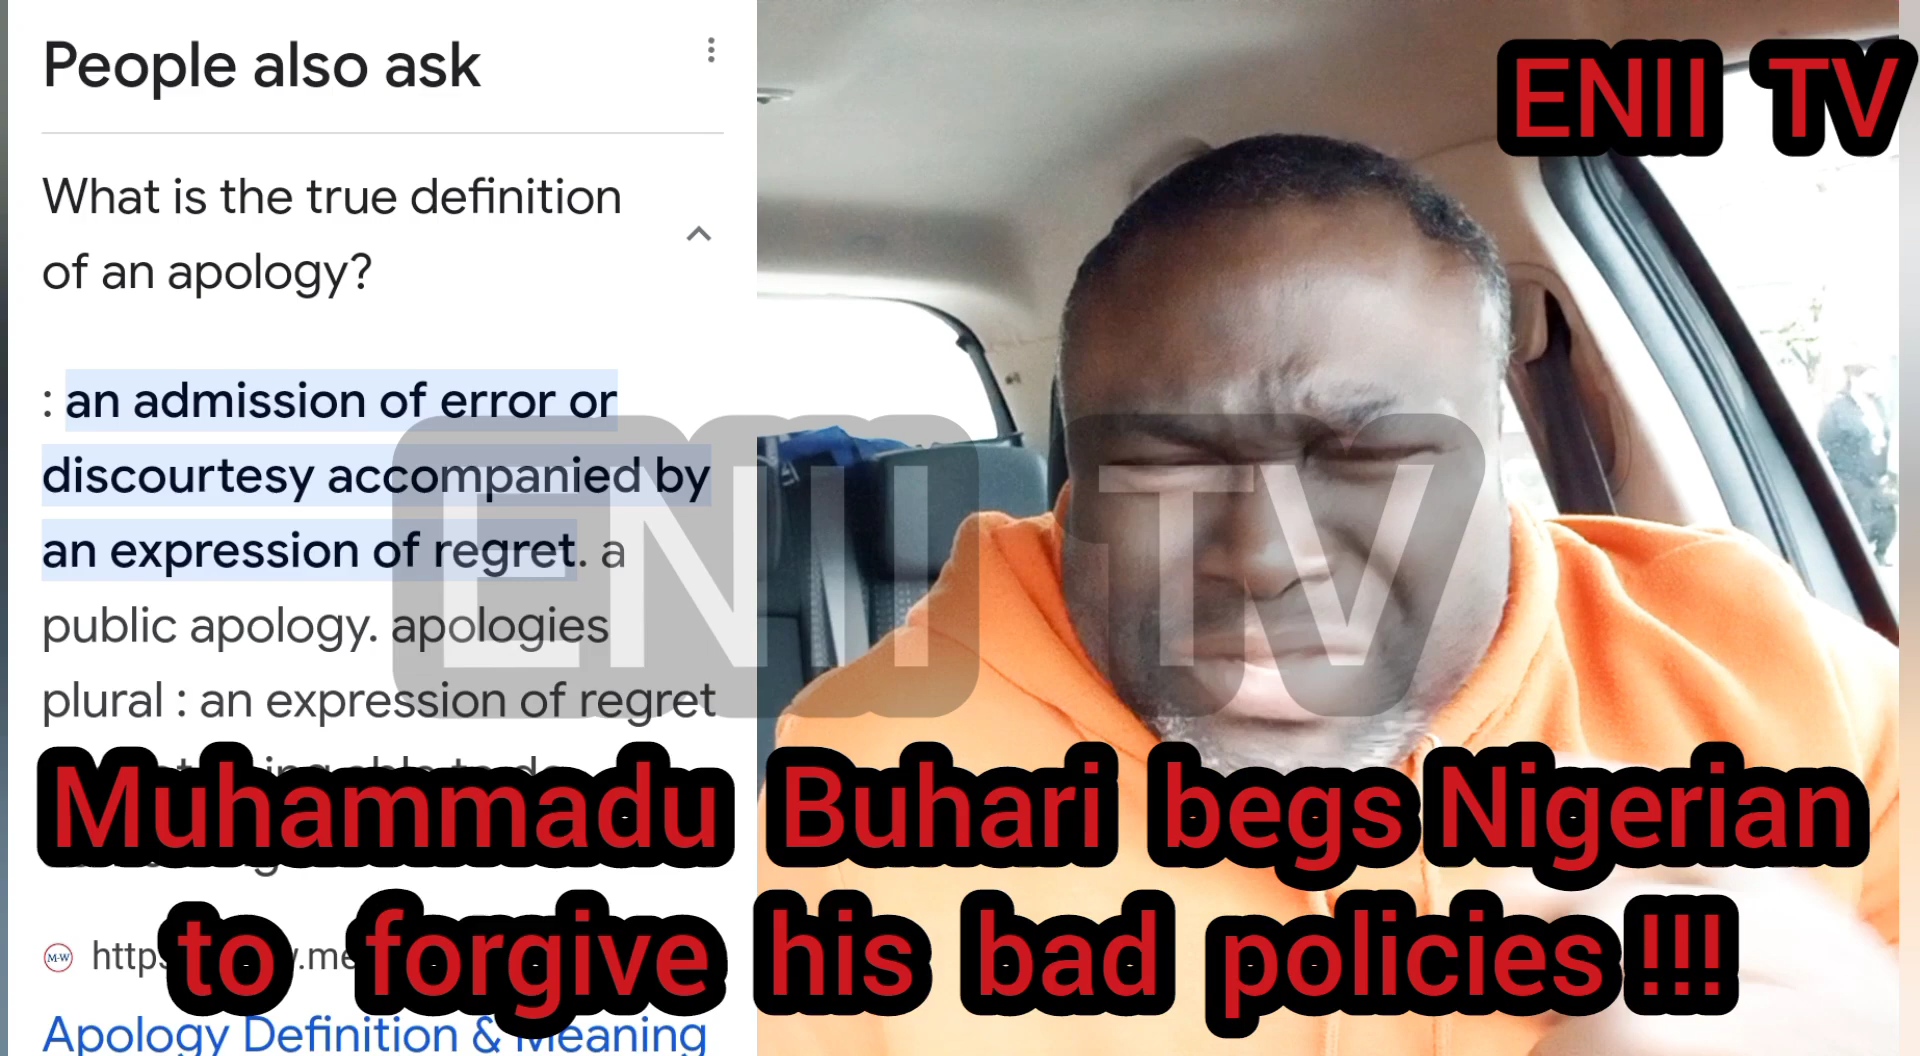 People also ask
ENII TV
What is the true definition
of an apology?
: an admission of error or
discourtesy accompanied by
an expression of regret. a
public apology. apologies
plural : an expression of regret
ENII TV
Muhammadu Buhari begs Nigerian
to forgive his bad policies !!!
M-W
Apology Definition & Meaning